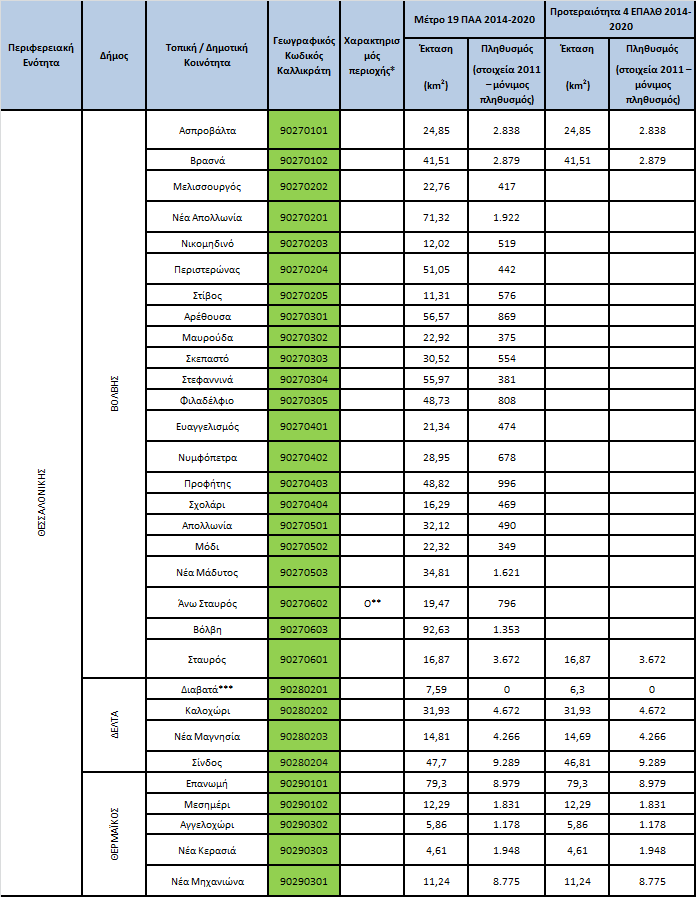 Περιφερειακή Ενότητα | Δήμος | Τοπική / Δημοτική Κοινότητα | Γεωγραφικός Κωδικός Καλλικράτη | Χαρακτηρισμός περιοχής* | Μέτρο 19 ΠΑΑ 2014-2020 | Προτεραιότητα 4 ΕΠΑλΘ 2014-2020
Έκταση (km²) | Πληθυσμός (στοιχεία 2011 – μόνιμος πληθυσμός) | Έκταση (km²) | Πληθυσμός (στοιχεία 2011 – μόνιμος πληθυσμός)
ΘΕΣΣΑΛΟΝΙΚΗΣ
ΒΟΛΒΗΣ
Ασπροβάλτα | 90270101 | 24,85 | 2.838 | 24,85 | 2.838
Βρασνά | 90270102 | 41,51 | 2.879 | 41,51 | 2.879
Μελισσουργός | 90270202 | 22,76 | 417
Νέα Απολλωνία | 90270201 | 71,32 | 1.922
Νικομηδινό | 90270203 | 12,02 | 519
Περιστερώνας | 90270204 | 51,05 | 442
Στίβος | 90270205 | 11,31 | 576
Αρέθουσα | 90270301 | 56,57 | 869
Μαυρούδα | 90270302 | 22,92 | 375
Σκεπαστό | 90270303 | 30,52 | 554
Στεφαννινά | 90270304 | 55,97 | 381
Φιλαδέλφιο | 90270305 | 48,73 | 808
Ευαγγελισμός | 90270401 | 21,34 | 474
Νυμφόπετρα | 90270402 | 28,95 | 678
Προφήτης | 90270403 | 48,82 | 996
Σχολάρι | 90270404 | 16,29 | 469
Απολλωνία | 90270501 | 32,12 | 490
Μόδι | 90270502 | 22,32 | 349
Νέα Μάδυτος | 90270503 | 34,81 | 1.621
Άνω Σταυρός | 90270602 | Ο** | 19,47 | 796
Βόλβη | 90270603 | 92,63 | 1.353
Σταυρός | 90270601 | 16,87 | 3.672 | 16,87 | 3.672
ΔΕΛΤΑ
Διαβατά*** | 90280201 | 7,59 | 0 | 6,3 | 0
Καλοχώρι | 90280202 | 31,93 | 4.672 | 31,93 | 4.672
Νέα Μαγνησία | 90280203 | 14,81 | 4.266 | 14,69 | 4.266
Σίνδος | 90280204 | 47,7 | 9.289 | 46,81 | 9.289
ΘΕΡΜΑΪΚΟΣ
Επανωμή | 90290101 | 79,3 | 8.979 | 79,3 | 8.979
Μεσημέρι | 90290102 | 12,29 | 1.831 | 12,29 | 1.831
Αγγελοχώρι | 90290302 | 5,86 | 1.178 | 5,86 | 1.178
Νέα Κερασιά | 90290303 | 4,61 | 1.948 | 4,61 | 1.948
Νέα Μηχανιώνα | 90290301 | 11,24 | 8.775 | 11,24 | 8.775